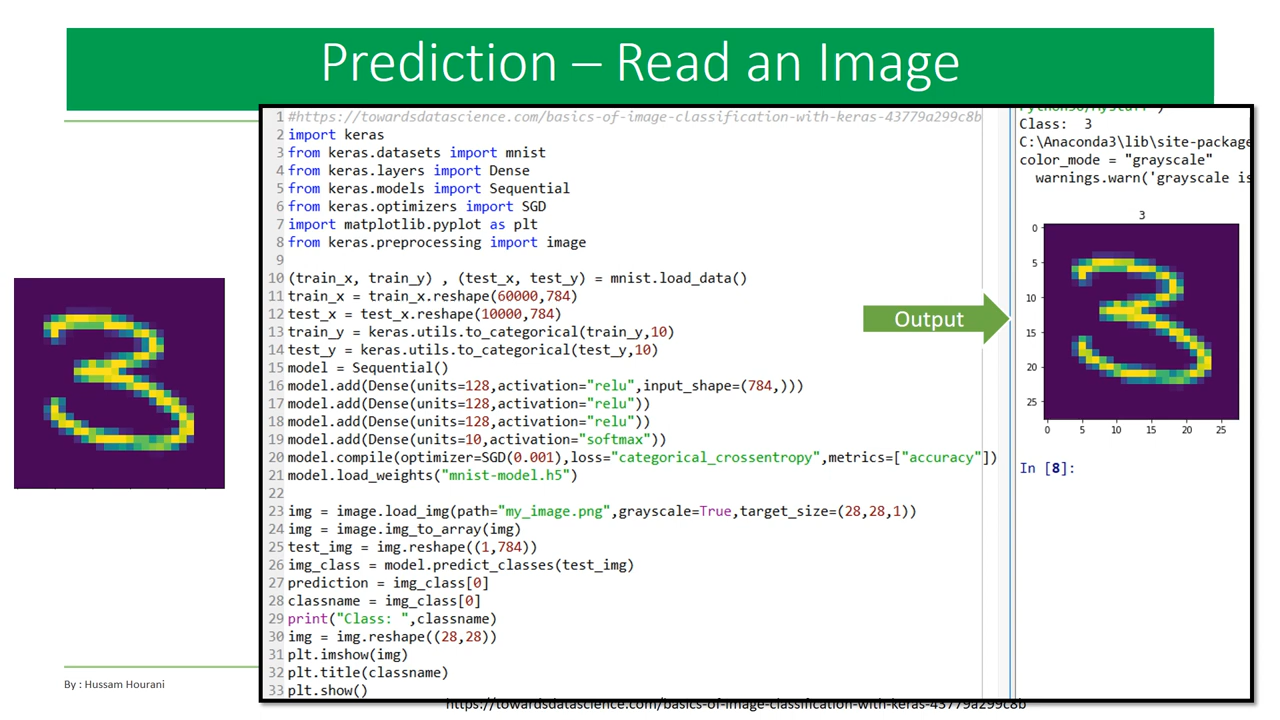 Prediction – Read an Image
1 #https://towardsdatascience.com/basics-of-image-classification-with-keras-43779a299c8b
2 import keras
3 from keras.datasets import mnist
4 from keras.layers import Dense
5 from keras.models import Sequential
6 from keras.optimizers import SGD
7 import matplotlib.pyplot as plt
8 from keras.preprocessing import image
9
10 (train_x, train_y) , (test_x, test_y) = mnist.load_data()
11 train_x = train_x.reshape(60000,784)
12 test_x = test_x.reshape(10000,784)
13 train_y = keras.utils.to_categorical(train_y,10)
14 test_y = keras.utils.to_categorical(test_y,10)
15 model = Sequential()
16 model.add(Dense(units=128,activation="relu",input_shape=(784,)))
17 model.add(Dense(units=128,activation="relu"))
18 model.add(Dense(units=128,activation="relu"))
19 model.add(Dense(units=10,activation="softmax"))
20 model.compile(optimizer=SGD(0.001),loss="categorical_crossentropy",metrics=["accuracy"])
21 model.load_weights("mnist-model.h5")
22
23 img = image.load_img(path="my_image.png",grayscale=True,target_size=(28,28,1))
24 img = image.img_to_array(img)
25 test_img = img.reshape((1,784))
26 img_class = model.predict_classes(test_img)
27 prediction = img_class[0]
28 classname = img_class[0]
29 print("Class: ",classname)
30 img = img.reshape((28,28))
31 plt.imshow(img)
32 plt.title(classname)
33 plt.show()
Output
Class:  3
C:\Anaconda3\lib\site-package
color_mode = "grayscale"
warnings.warn('grayscale is
3
0
5
10
15
20
25
0 5 10 15 20 25
In [8]:
3
By : Hussam Hourani
https://towardsdatascience.com/basics-of-image-classification-with-keras-43779a299c8b